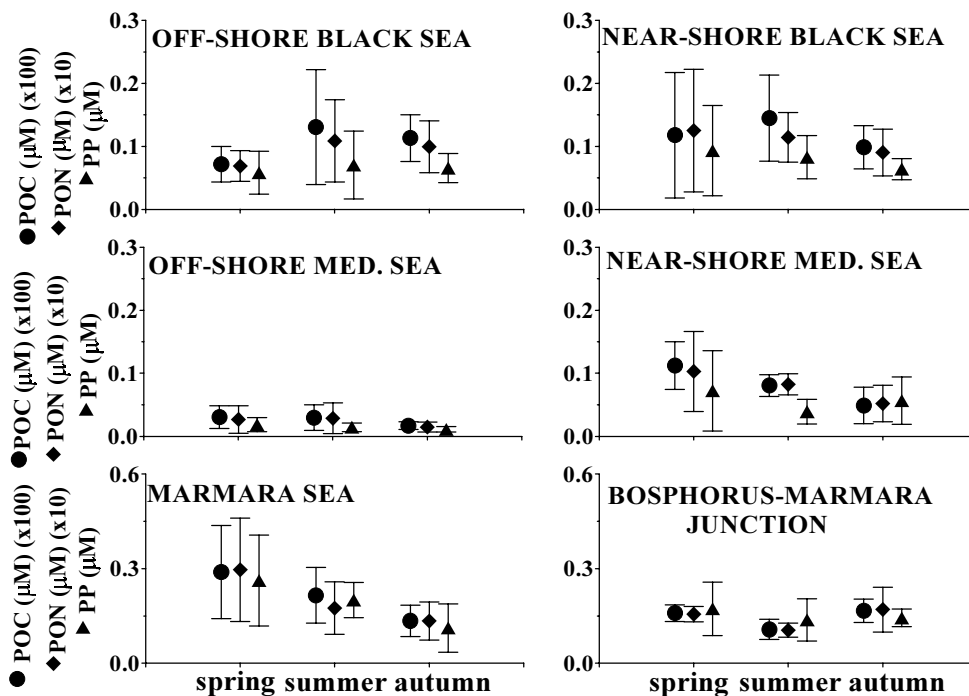 OFF-SHORE BLACK SEA
NEAR-SHORE BLACK SEA
● POC (μM) (x100)
◆ PON (μM) (x10)
▲ PP (μM)
0.3
0.2
0.1
0.0
0.3
0.2
0.1
0.0
OFF-SHORE MED. SEA
NEAR-SHORE MED. SEA
● POC (μM) (x100)
◆ PON (μM) (x10)
▲ PP (μM)
0.3
0.2
0.1
0.0
0.3
0.2
0.1
0.0
MARMARA SEA
BOSPHORUS-MARMARA
JUNCTION
● POC (μM) (x100)
◆ PON (μM) (x10)
▲ PP (μM)
0.6
0.3
0.0
0.6
0.3
0.0
spring summer autumn
spring summer autumn